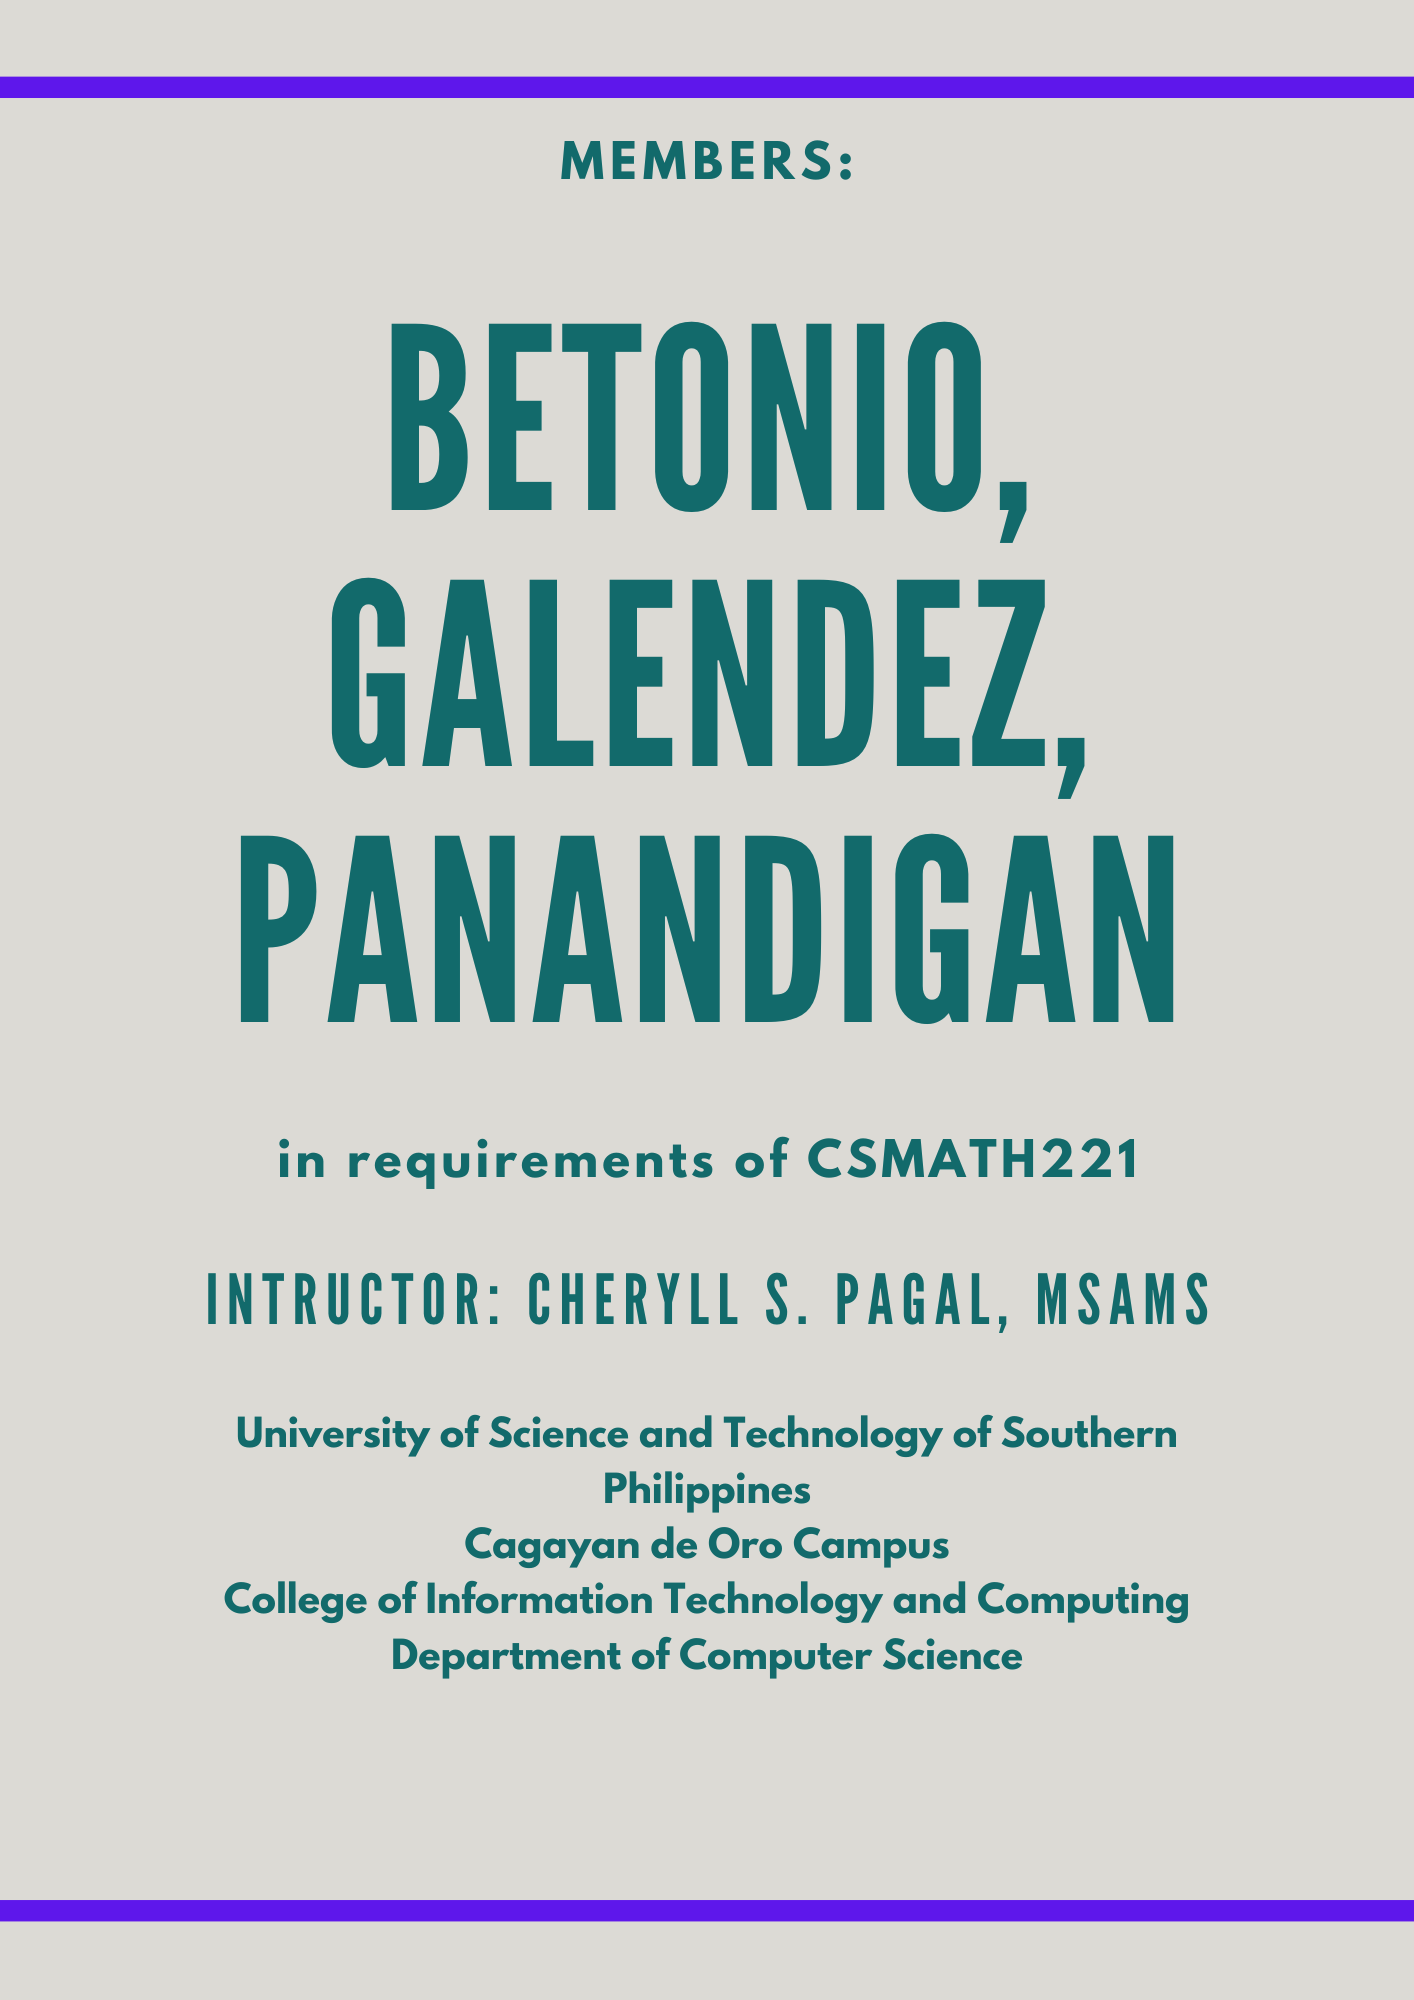 MEMBERS:
BETONIO,
GALENDEZ,
PANANDIGAN
in requirements of CSMATH221
INTRUCTOR: CHERYLL S. PAGAL, MSAMS
University of Science and Technology of Southern
Philippines
Cagayan de Oro Campus
College of Information Technology and Computing
Department of Computer Science